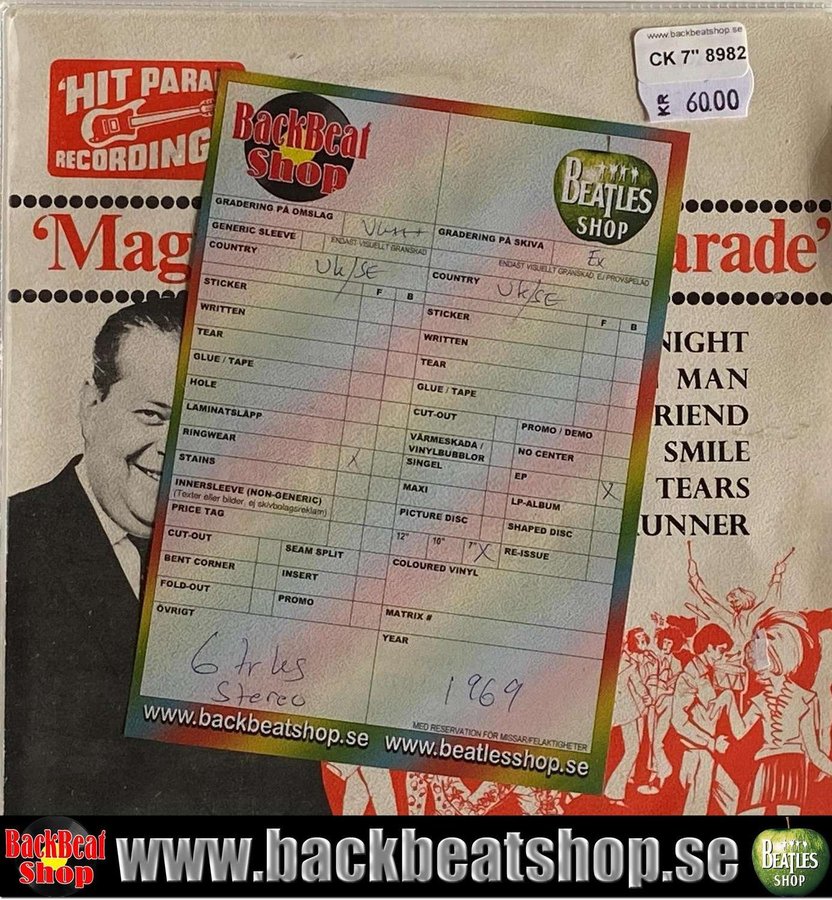 www.backbeatshop.se
CK 7" 8982
KR 60.00
'HIT PARA
RECORDING
'Mag
arade'
NIGHT
MAN
RIEND
SMILE
TEARS
UNNER
BackBeat
Shop
BEATLES
SHOP
GRADERING PÅ OMSLAG
GENERIC SLEEVE
ENDAST VISUELLT GRANSKAD
COUNTRY
UK/SE
STICKER
F B
WRITTEN
TEAR
GLUE / TAPE
HOLE
LAMINATSLÄPP
RINGWEAR
STAINS X
INNERSLEEVE (NON-GENERIC)
(Texter eller bilder, ej skivbolagsreklam)
PRICE TAG
CUT-OUT
SEAM SPLIT
BENT CORNER
INSERT
FOLD-OUT
PROMO
ÖVRIGT
6 tr
Stereo
GRADERING PÅ SKIVA
Ex
ENDAST VISUELLT GRANSKAD, EJ PROVSPELAD
COUNTRY
UK/SE
STICKER
F B
WRITTEN
TEAR
GLUE / TAPE
CUT-OUT
PROMO / DEMO
VÄRMESKADA /
VINYLBUBBLOR
NO CENTER
SINGEL
EP X
MAXI
LP-ALBUM
PICTURE DISC
SHAPED DISC
12" 10" 7" X
RE-ISSUE
COLOURED VINYL
MATRIX #
YEAR
1969
MED RESERVATION FÖR MISSAR/FELAKTIGHETER
www.backbeatshop.se www.beatlesshop.se
BackBeat
Shop
www.backbeatshop.se
BEATLES
SHOP